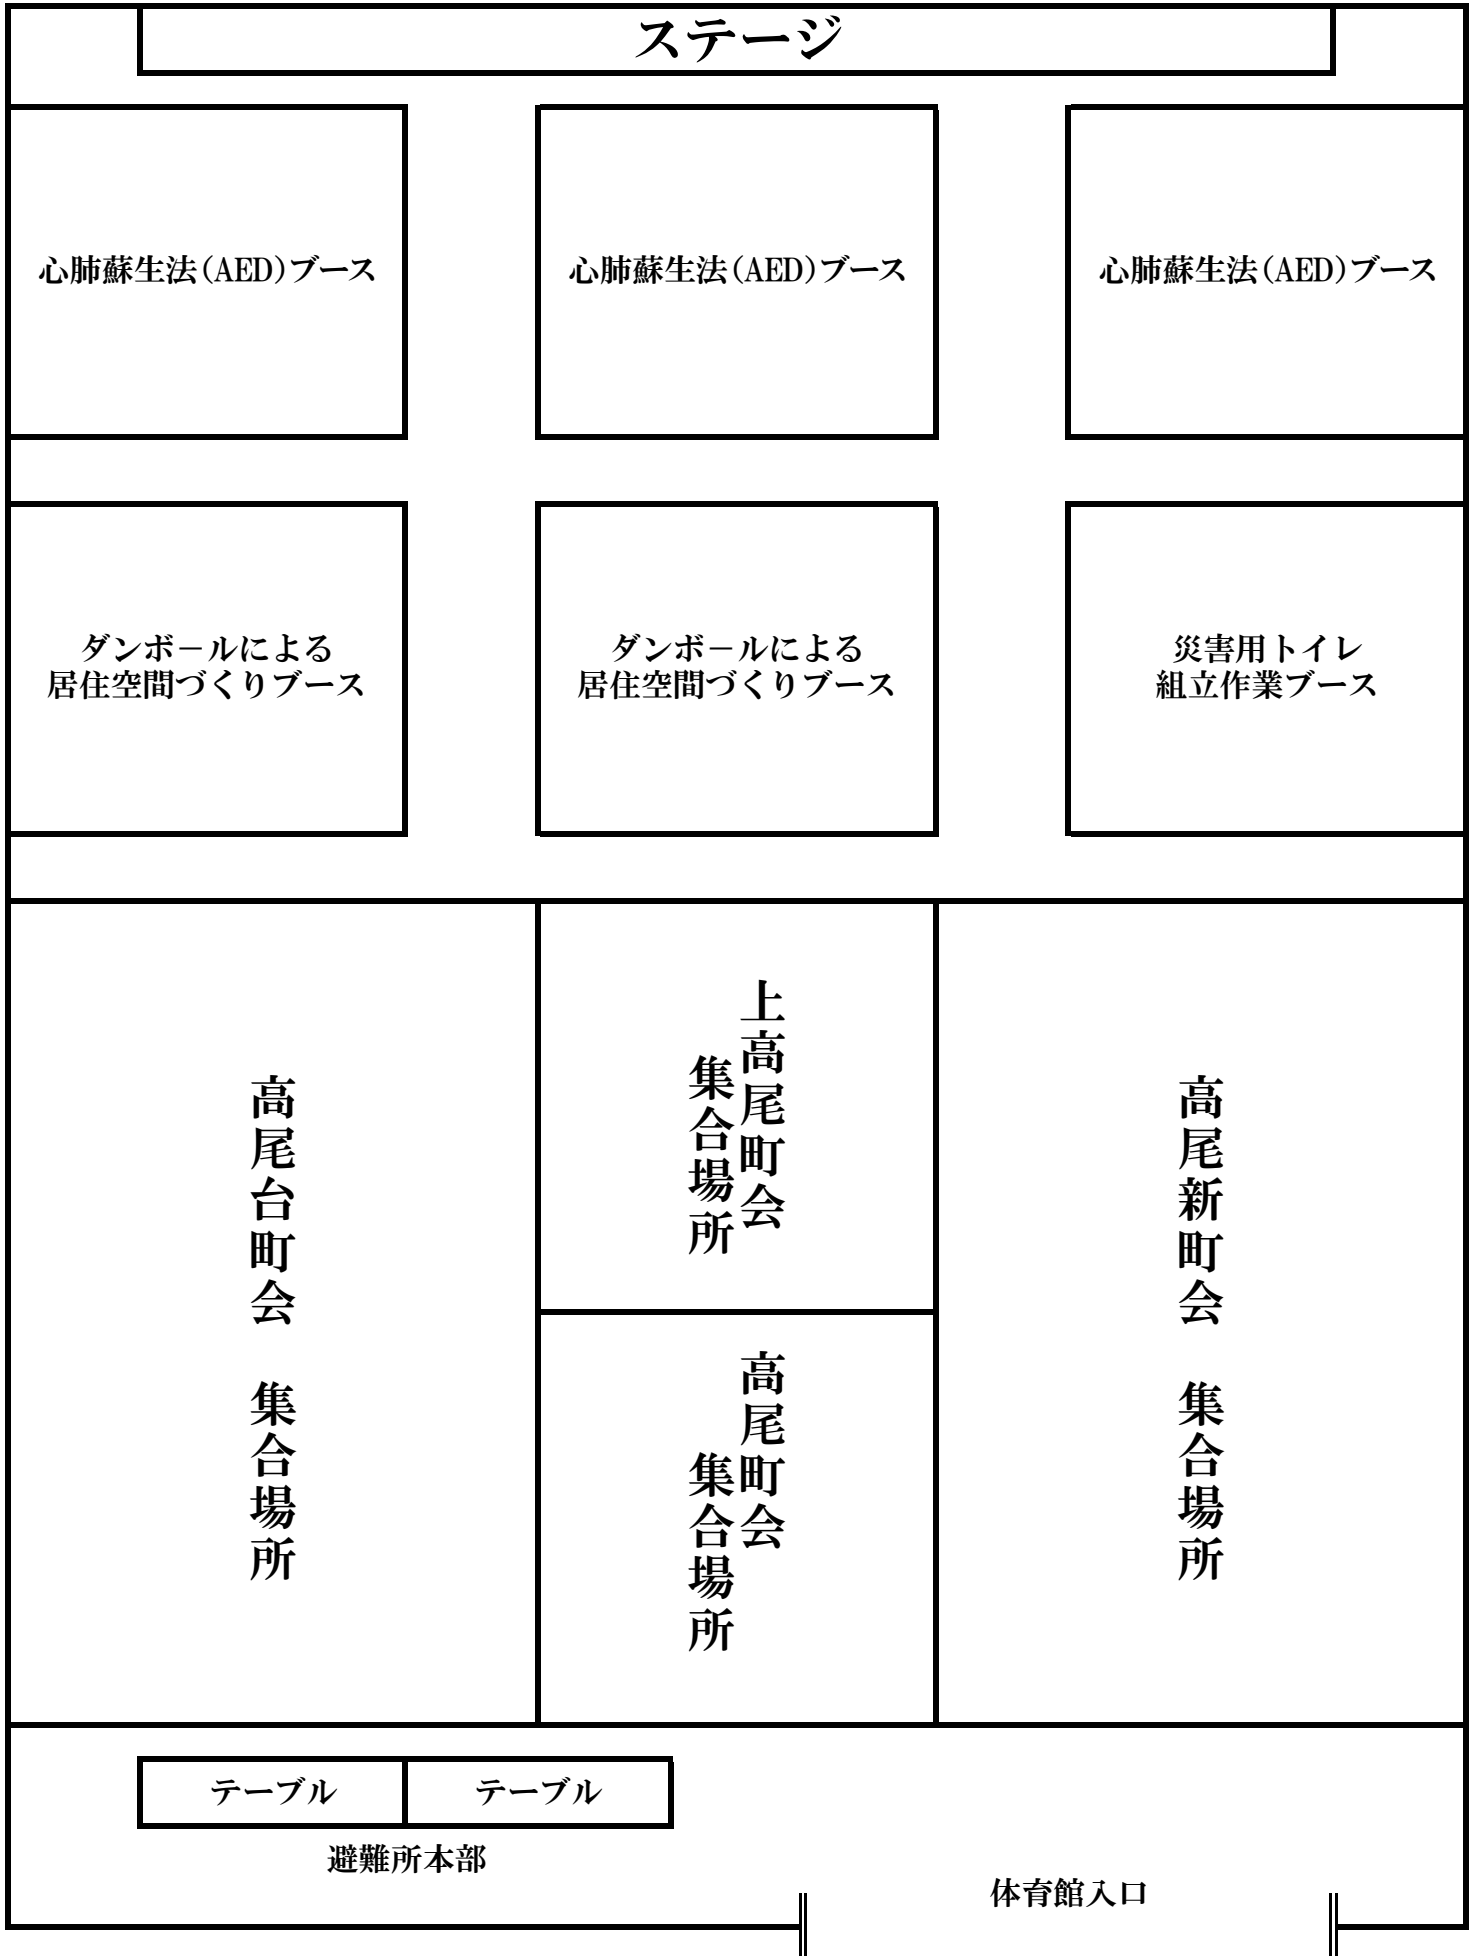 ステージ
心肺蘇生法(AED)ブース
心肺蘇生法(AED)ブース
心肺蘇生法(AED)ブース
ダンボールによる
居住空間づくりブース
ダンボールによる
居住空間づくりブース
災害用トイレ
組立作業ブース
高尾台町会　集合場所
上高尾町会
集合場所
高尾町会
集合場所
高尾新町会　集合場所
テーブル
テーブル
避難所本部
体育館入口